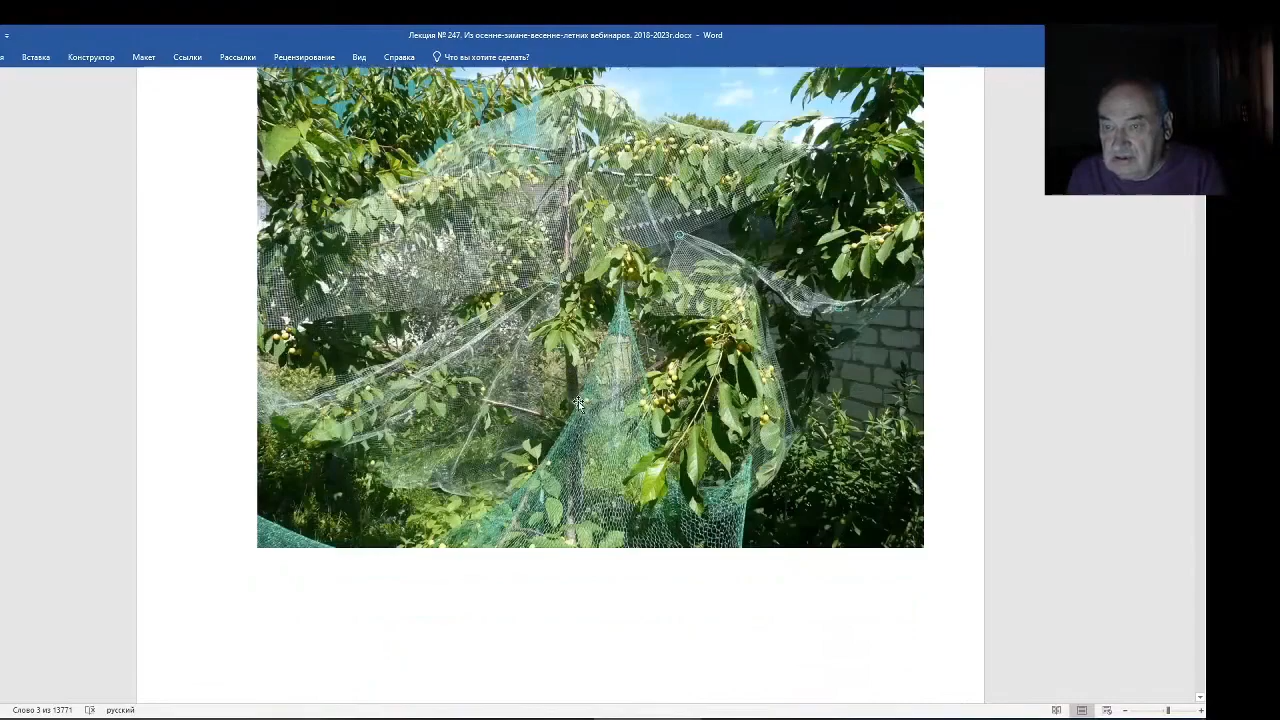 Лекция № 247. Из осенне-зимне-весенне-летних вебинаров. 2018-2023г.docx - Word
я Вставка Конструктор Макет Ссылки Рассылки Рецензирование Вид Справка Что вы хотите сделать?
Слово 3 из 13771 русский